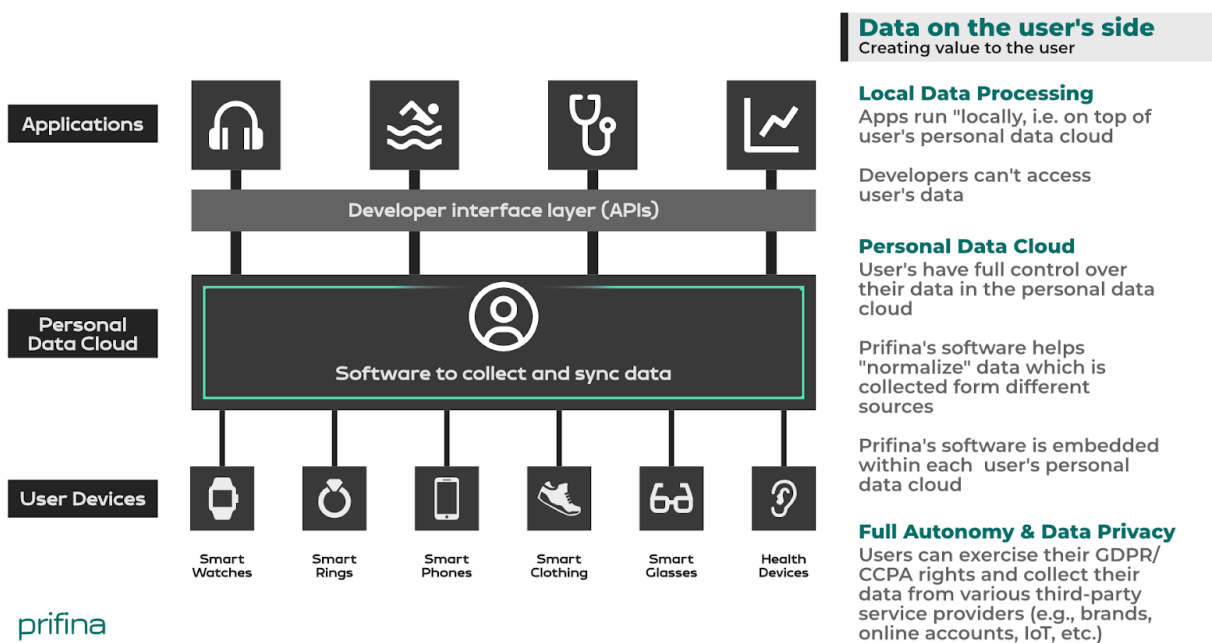 Applications
Developer interface layer (APIs)
Personal
Data Cloud
Software to collect and sync data
User Devices
Smart
Watches
Smart
Rings
Smart
Phones
Smart
Clothing
Smart
Glasses
Health
Devices
prifina
Data on the user's side
Creating value to the user
Local Data Processing
Apps run "locally, i.e. on top of
user's personal data cloud
Developers can't access
user's data
Personal Data Cloud
User's have full control over
their data in the personal data
cloud
Prifina's software helps
"normalize" data which is
collected form different
sources
Prifina's software is embedded
within each user's personal
data cloud
Full Autonomy & Data Privacy
Users can exercise their GDPR/
CCPA rights and collect their
data from various third-party
service providers (e.g., brands,
online accounts, IoT, etc.)